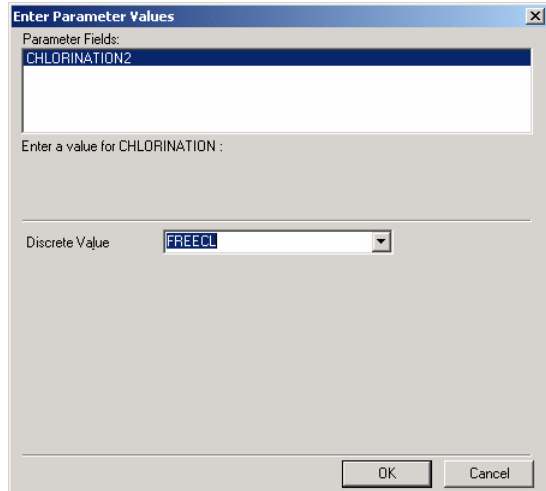 Enter Parameter Values
Parameter Fields:
CHLORINATION2
Enter a value for CHLORINATION :
Discrete Value FREECL
OK Cancel